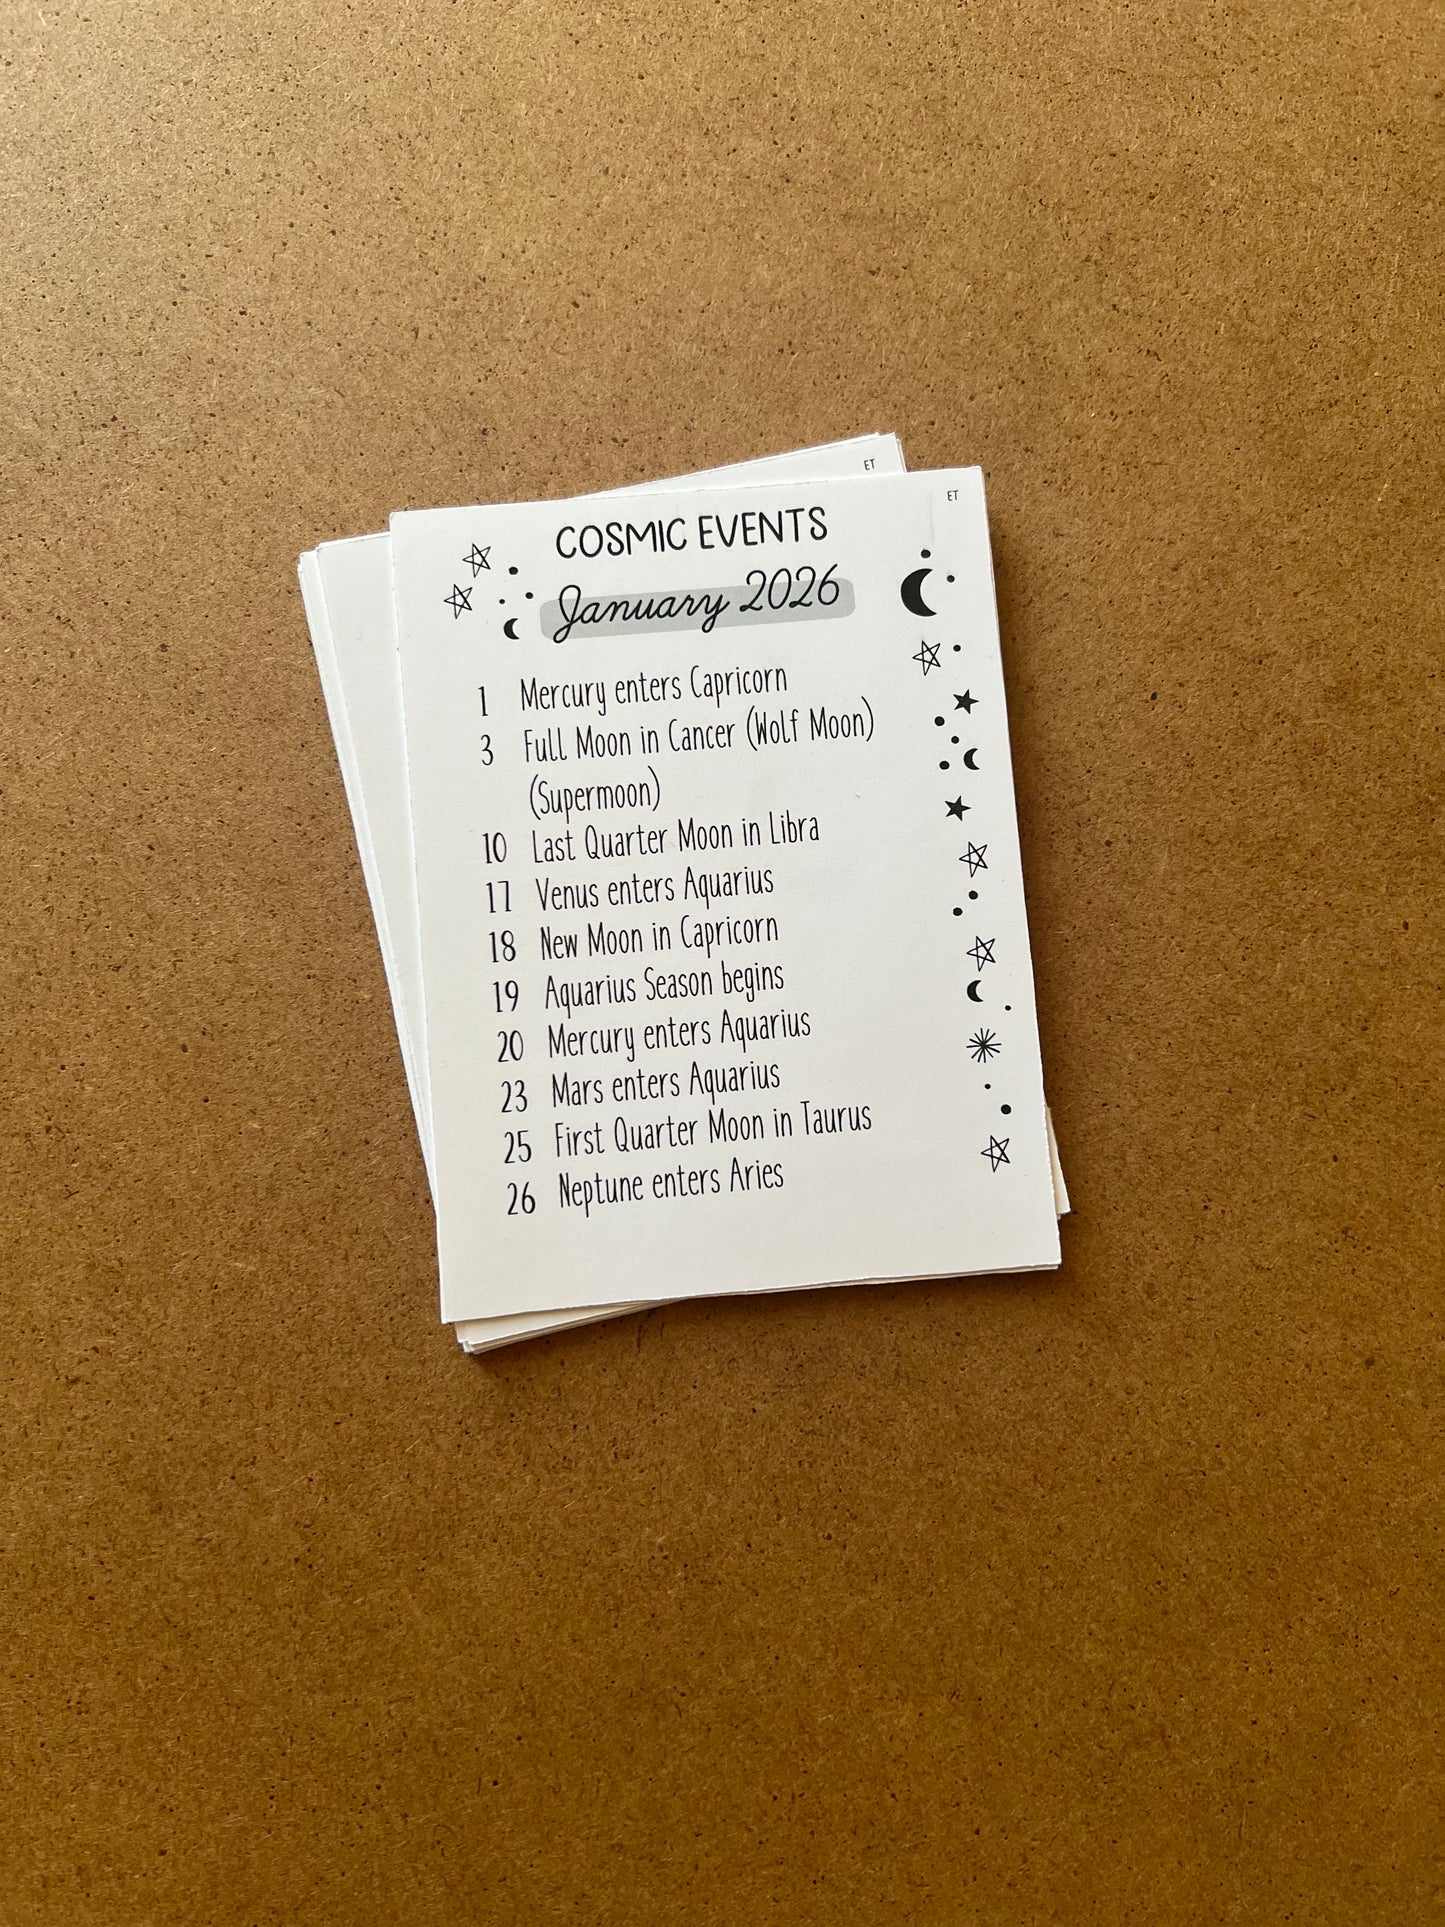 ET
ET
COSMIC EVENTS
January 2026
1 Mercury enters Capricorn
3 Full Moon in Cancer (Wolf Moon)
(Supermoon)
10 Last Quarter Moon in Libra
17 Venus enters Aquarius
18 New Moon in Capricorn
19 Aquarius Season begins
20 Mercury enters Aquarius
23 Mars enters Aquarius
25 First Quarter Moon in Taurus
26 Neptune enters Aries